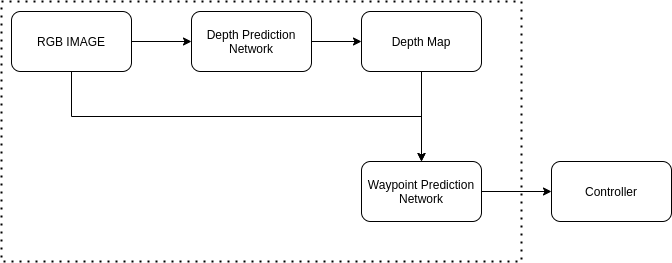 RGB IMAGE
Depth Prediction
Network
Depth Map
Waypoint Prediction
Network
Controller